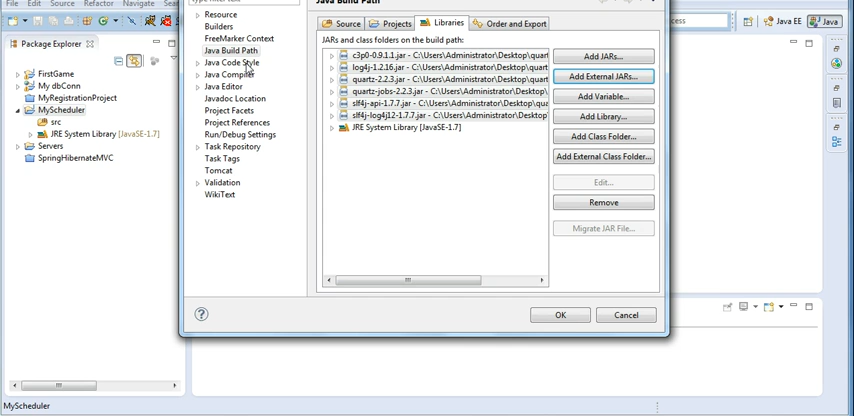 File Edit Source Refactor Navigate Search
Java Build Path
Java EE
Java
Package Explorer
FirstGame
My dbConn
MyRegistrationProject
MyScheduler
src
JRE System Library [JavaSE-1.7]
Servers
SpringHibernateMVC
Resource
Builders
FreeMarker Context
Java Build Path
Java Code Style
Java Compiler
Java Editor
Javadoc Location
Project Facets
Project References
Run/Debug Settings
Task Repository
Task Tags
Tomcat
Validation
WikiText
Source Projects Libraries Order and Export
JARs and class folders on the build path:
c3p0-0.9.1.1.jar - C:\Users\Administrator\Desktop\quart
log4j-1.2.16.jar - C:\Users\Administrator\Desktop\quart
quartz-2.2.3.jar - C:\Users\Administrator\Desktop\quart
quartz-jobs-2.2.3.jar - C:\Users\Administrator\Desktop\
slf4j-api-1.7.7.jar - C:\Users\Administrator\Desktop\qua
slf4j-log4j12-1.7.7.jar - C:\Users\Administrator\Desktop
JRE System Library [JavaSE-1.7]
Add JARs...
Add External JARs...
Add Variable...
Add Library...
Add Class Folder...
Add External Class Folder...
Edit...
Remove
Migrate JAR File...
OK
Cancel
MyScheduler